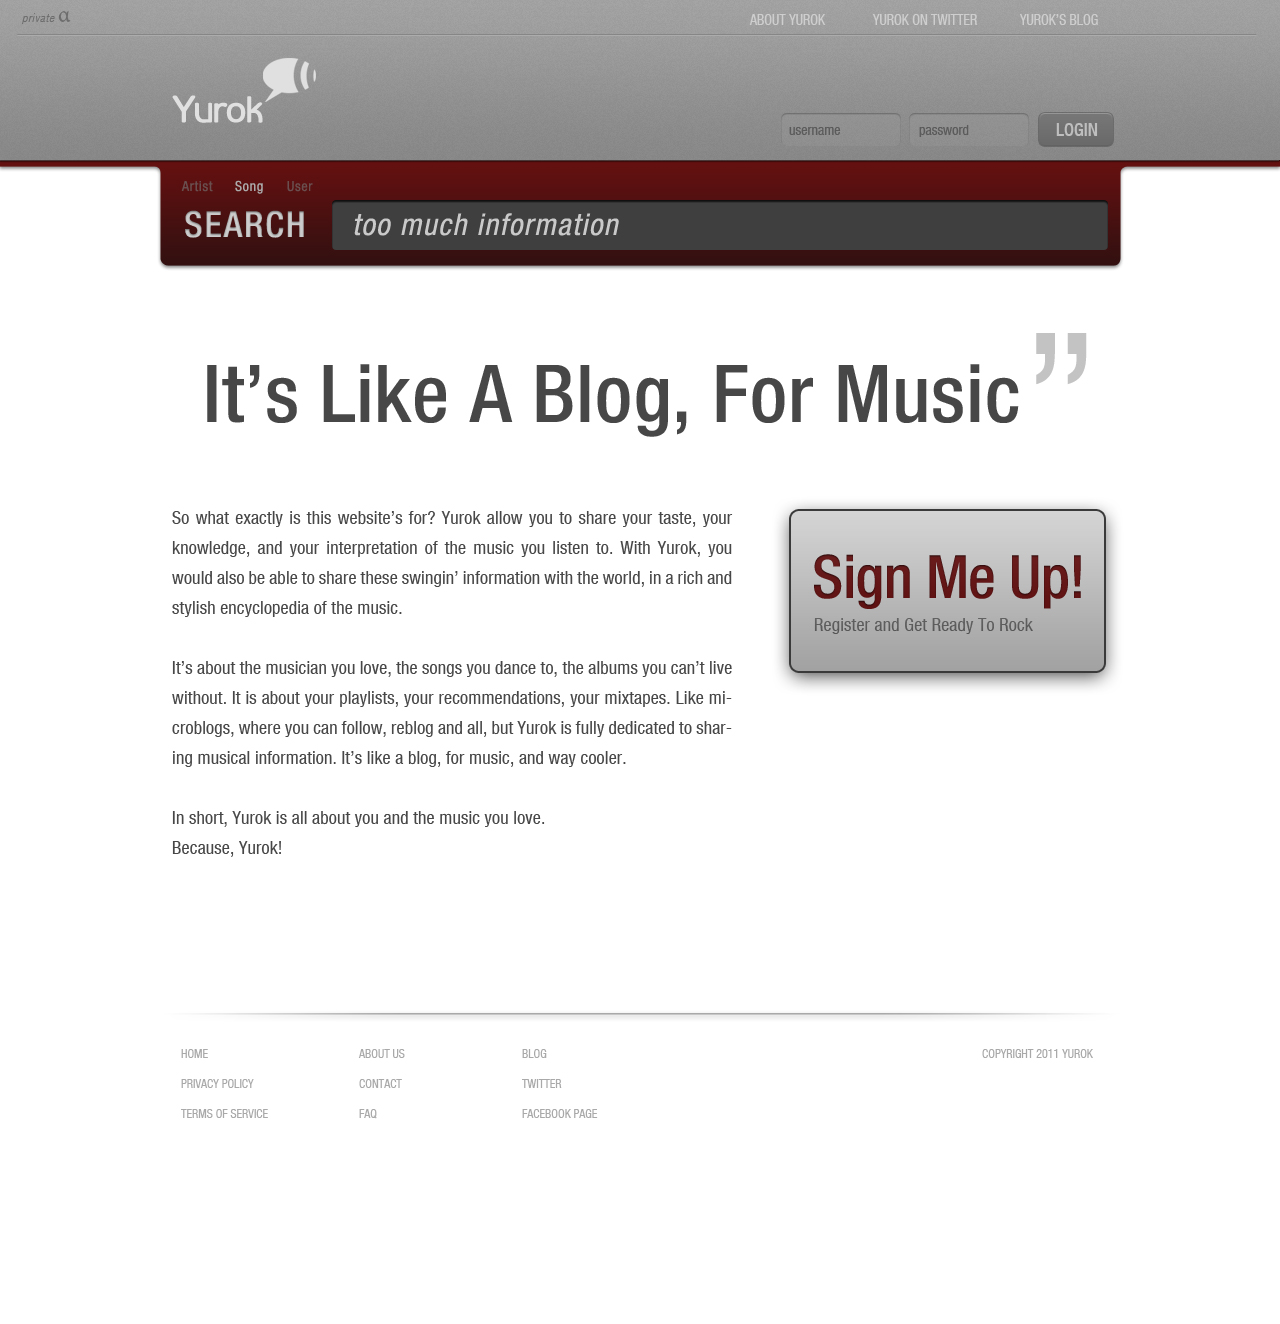 private α
ABOUT YUROK YUROK ON TWITTER YUROK'S BLOG
Yurok
username password LOGIN
Artist Song User
SEARCH too much information
It’s Like A Blog, For Music ”
So what exactly is this website’s for? Yurok allow you to share your taste, your
knowledge, and your interpretation of the music you listen to. With Yurok, you
would also be able to share these swingin’ information with the world, in a rich and
stylish encyclopedia of the music.
It’s about the musician you love, the songs you dance to, the albums you can’t live
without. It is about your playlists, your recommendations, your mixtapes. Like mi-
croblogs, where you can follow, reblog and all, but Yurok is fully dedicated to shar-
ing musical information. It’s like a blog, for music, and way cooler.
In short, Yurok is all about you and the music you love.
Because, Yurok!
Sign Me Up!
Register and Get Ready To Rock
HOME ABOUT US BLOG COPYRIGHT 2011 YUROK
PRIVACY POLICY CONTACT TWITTER
TERMS OF SERVICE FAQ FACEBOOK PAGE